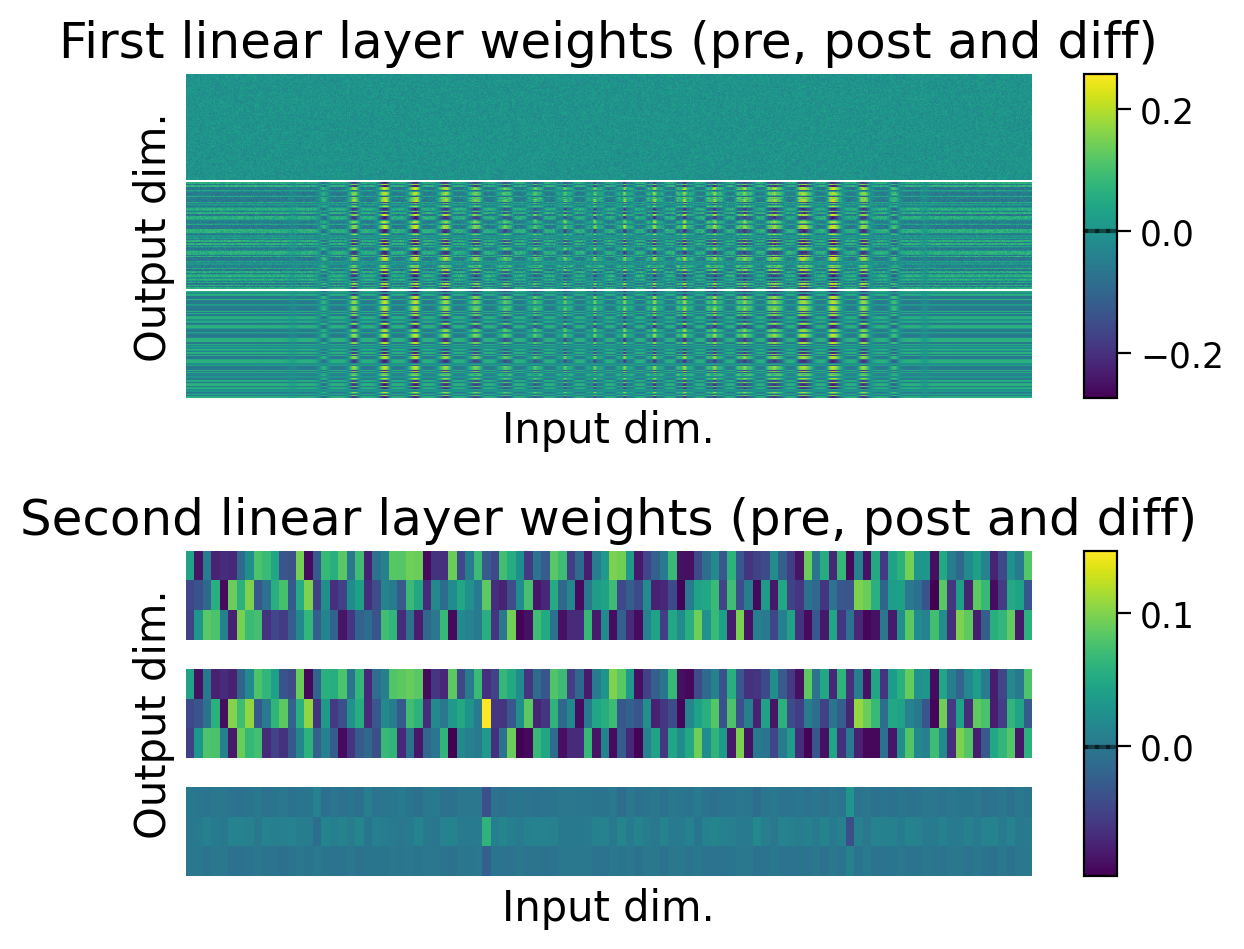 First linear layer weights (pre, post and diff)
Output dim.
Input dim.
0.2
0.0
−0.2
Second linear layer weights (pre, post and diff)
Output dim.
Input dim.
0.1
0.0